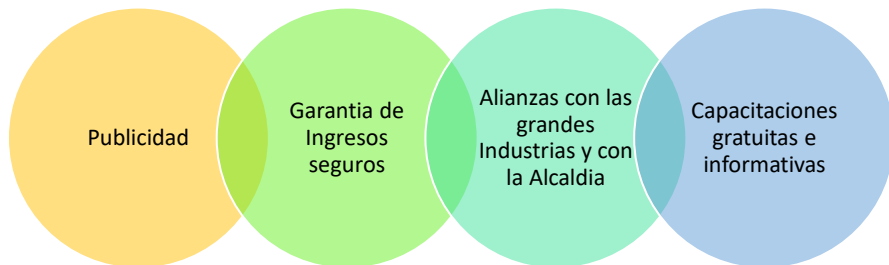 Publicidad
Garantia de
Ingresos
seguros
Alianzas con las
grandes
Industrias y con
la Alcaldia
Capacitaciones
gratuitas e
informativas